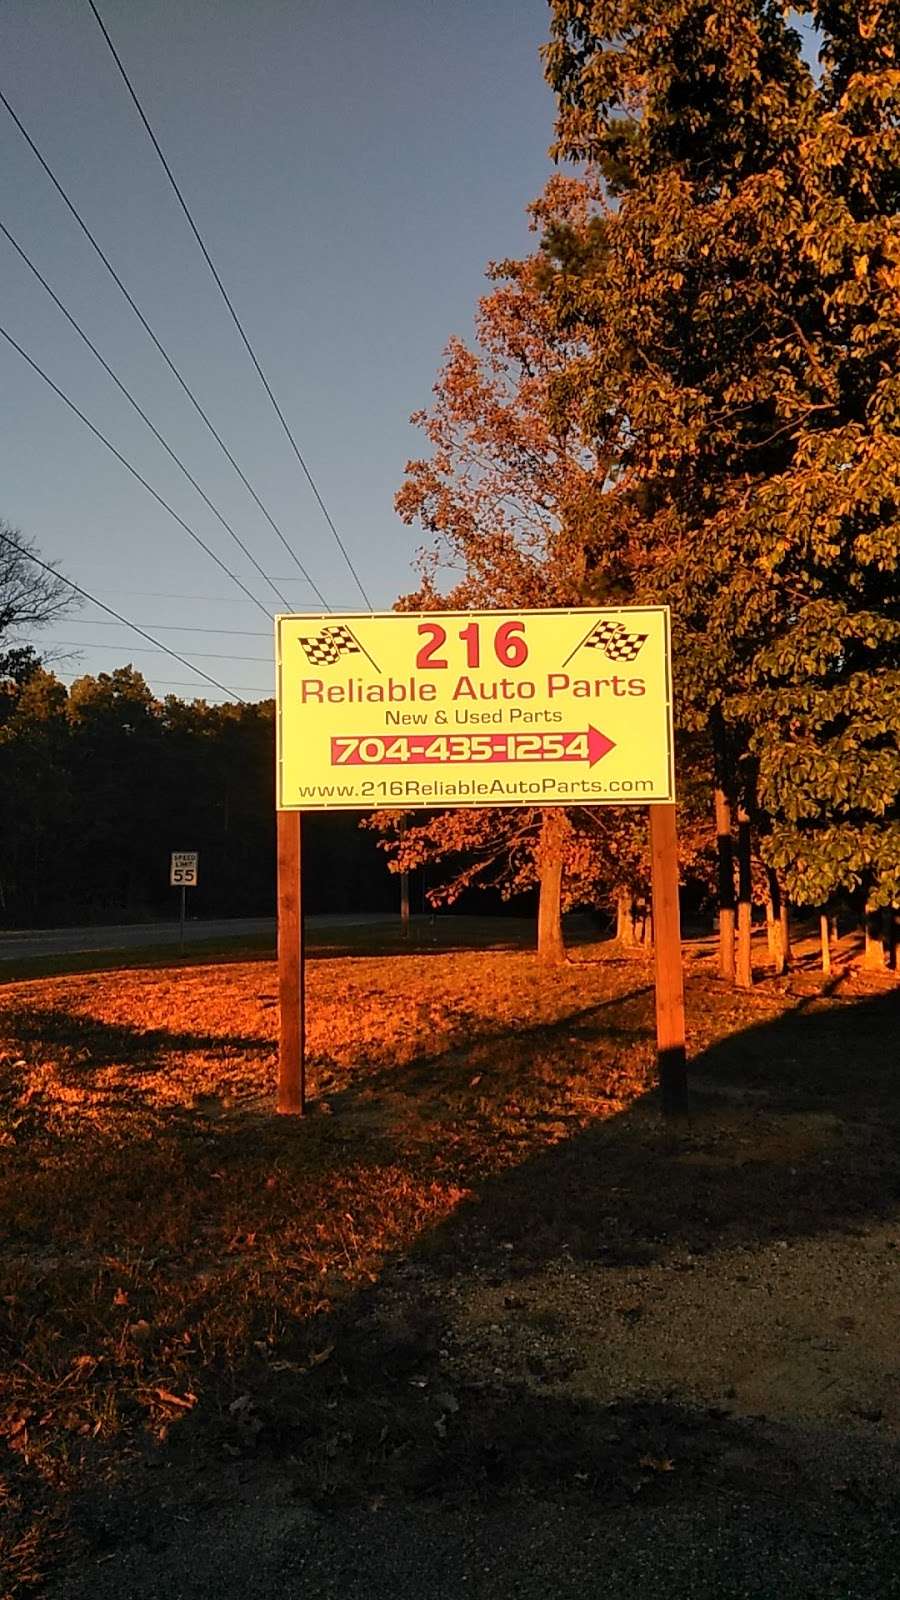 216
Reliable Auto Parts
New & Used Parts
704-435-1254
www.216ReliableAutoParts.com
SPEED
LIMIT
55